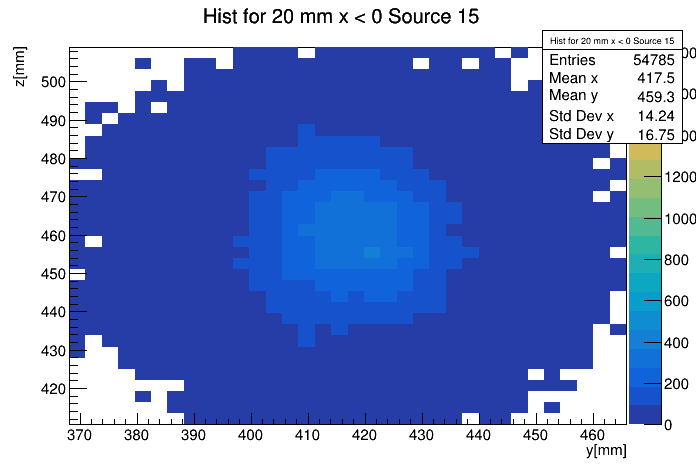 Hist for 20 mm x < 0 Source 15
Hist for 20 mm x < 0 Source 15
Entries 54785
Mean x 417.5
Mean y 459.3
Std Dev x 14.24
Std Dev y 16.75
z[mm]
500
490
480
470
460
450
440
430
420
370 380 390 400 410 420 430 440 450 460
y[mm]
1200
1000
800
600
400
200
0